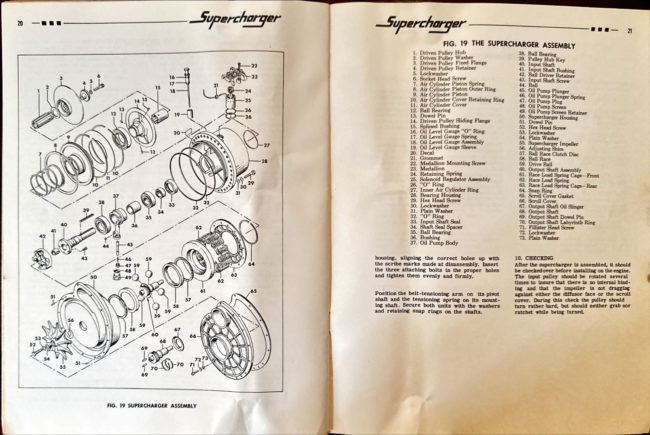 20
Supercharger
FIG. 19 SUPERCHARGER ASSEMBLY
Supercharger
21
FIG. 19 THE SUPERCHARGER ASSEMBLY
1. Driven Pulley Hub
2. Driven Pulley Washer
3. Driven Pulley Fixed Flange
4. Driven Pulley Retainer
5. Lockwasher
6. Socket Head Screw
7. Air Cylinder Piston Spring
8. Air Cylinder Piston Outer Ring
9. Air Cylinder Piston
10. Air Cylinder Cover Retaining Ring
11. Air Cylinder Cover
12. Ball Bearing
13. Dowel Pin
14. Driven Pulley Sliding Flange
15. Splined Bushing
16. Oil Level Gauge "O" Ring
17. Oil Level Gauge Spring
18. Oil Level Gauge Assembly
19. Oil Level Gauge Sleeve
20. Decal
21. Grommet
22. Medallion Mounting Screw
23. Medallion
24. Retaining Spring
25. Solenoid Regulator Assembly
26. "O" Ring
27. Inner Air Cylinder Ring
28. Bearing Housing
29. Hex Head Screw
30. Lockwasher
31. Plain Washer
32. "O" Ring
33. Input Shaft Seal
34. Shaft Seal Spacer
35. Ball Bearing
36. Bushing
37. Oil Pump Body
38. Ball Bearing
39. Pulley Hub Key
40. Input Shaft
41. Input Shaft Bushing
42. Ball Driver Retainer
43. Input Shaft Screw
44. Ball
45. Oil Pump Plunger
46. Oil Pump Plunger Spring
47. Oil Pump Plug
48. Oil Pump Screen
49. Oil Pump Screen Retainer
50. Supercharger Housing
51. Dowel Pin
52. Hex Head Screw
53. Lockwasher
54. Plain Washer
55. Supercharger Impeller
56. Adjusting Shim
57. Ball Race Clutch Disc
58. Ball Race
59. Drive Ball
60. Output Shaft Assembly
61. Race Load Spring Cage—Front
62. Race Load Spring
63. Race Load Spring Cage—Rear
64. Snap Ring
65. Scroll Cover Gasket
66. Scroll Cover
67. Output Shaft Oil Slinger
68. Output Shaft
69. Output Shaft Dowel Pin
70. Output Shaft Labyrinth Ring
71. Fillister Head Screw
72. Lockwasher
73. Plain Washer
housing, aligning the correct holes up with
the scribe marks made at disassembly. Insert
the three attaching bolts in the proper holes
and tighten them evenly and firmly.
Position the belt-tensioning arm on its pivot
shaft and the tensioning spring on its mount-
ing shaft. Secure both units with the washers
and retaining snap rings on the shafts.
10. CHECKING
After the supercharger is assembled, it should
be checked over before installing on the engine.
The input pulley should be rotated several
times to insure that there is no internal bind-
ing and that the impeller is not dragging
against either the diffuser face or the scroll
cover. During this check the pulley should
turn rather hard, but should neither grab nor
ratchet while being turned.